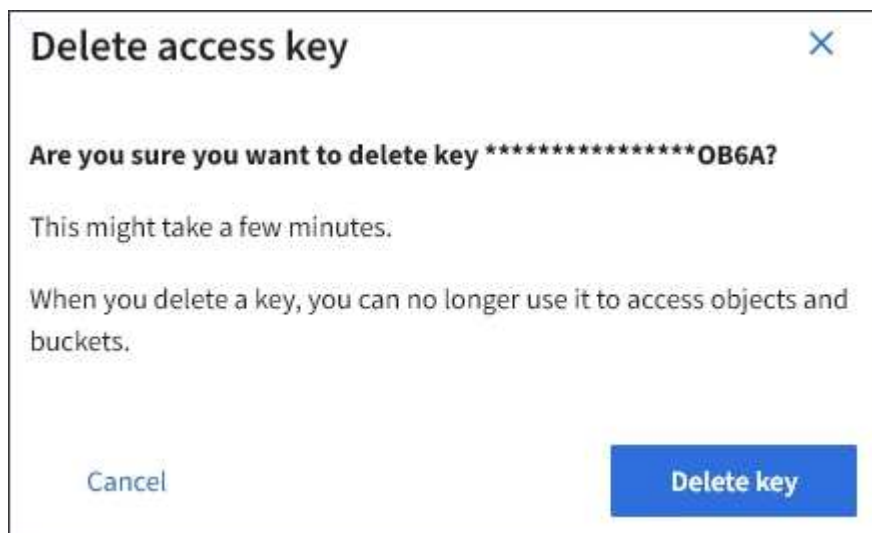 Delete access key
Are you sure you want to delete key ****************OB6A?
This might take a few minutes.
When you delete a key, you can no longer use it to access objects and
buckets.
Cancel
Delete key